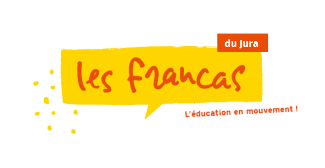 du Jura
les francas
L'éducation en mouvement !